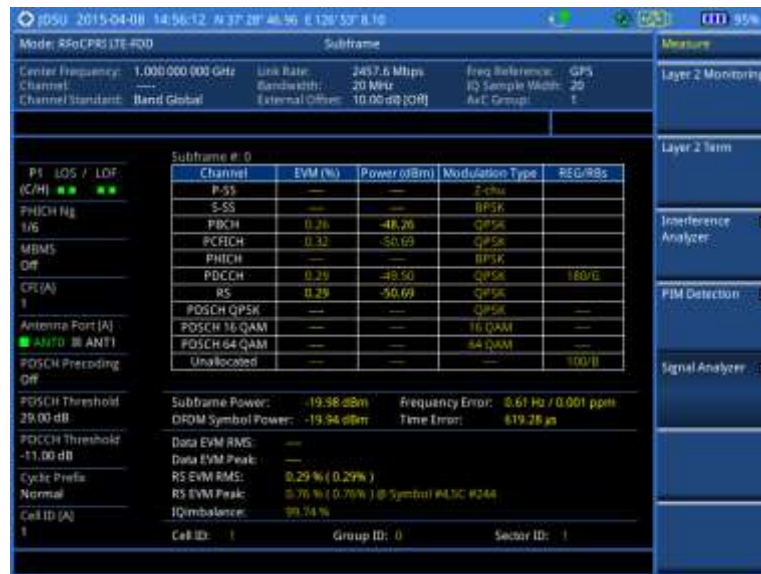 JDSU 2015-04-08 14:56:12 N 37° 28' 46.96 E 126° 53' 8.10 95%
Mode: RFoCPRI LTE-FDD Subframe Measure
Center Frequency: 1.000 000 000 GHz Link Rate: 2457.6 Mbps Freq Reference: GPS
Channel: ---- Bandwidth: 20 MHz IQ Sample Width: 20
Channel Standard: Band Global External Offset: 10.00 dB [Off] AxC Group: 1
Layer 2 Monitoring
Layer 2 Term
Interference Analyzer
PIM Detection
Signal Analyzer
P1 LOS / LOF
(C/H)
PHICH Ng
1/6
MBMS
Off
CFI [A]
1
Antenna Port [A]
ANT0 ANT1
PDSCH Precoding
Off
PDSCH Threshold
29.00 dB
PDCCH Threshold
-11.00 dB
Cyclic Prefix
Normal
Cell ID [A]
1
Subframe #: 0
Channel EVM (%) Power (dBm) Modulation Type REG/RBs
P-SS ---- ---- Z-chu
S-SS ---- ---- BPSK
PBCH 0.26 -48.26 QPSK
PCFICH 0.32 -50.69 QPSK
PHICH ---- ---- BPSK
PDCCH 0.29 -49.50 QPSK 180/G
RS 0.29 -50.69 QPSK
PDSCH QPSK ---- ---- QPSK ----
PDSCH 16 QAM ---- ---- 16 QAM ----
PDSCH 64 QAM ---- ---- 64 QAM ----
Unallocated ---- ---- ---- 100/B
Subframe Power: -19.98 dBm Frequency Error: 0.61 Hz / 0.001 ppm
OFDM Symbol Power: -19.94 dBm Time Error: 619.28 µs
Data EVM RMS: ----
Data EVM Peak: ----
RS EVM RMS: 0.29 % ( 0.29% )
RS EVM Peak: 0.76 % ( 0.76% ) @ Symbol #4,SC #244
IQimbalance: 99.74 %
Cell ID: 1 Group ID: 0 Sector ID: 1